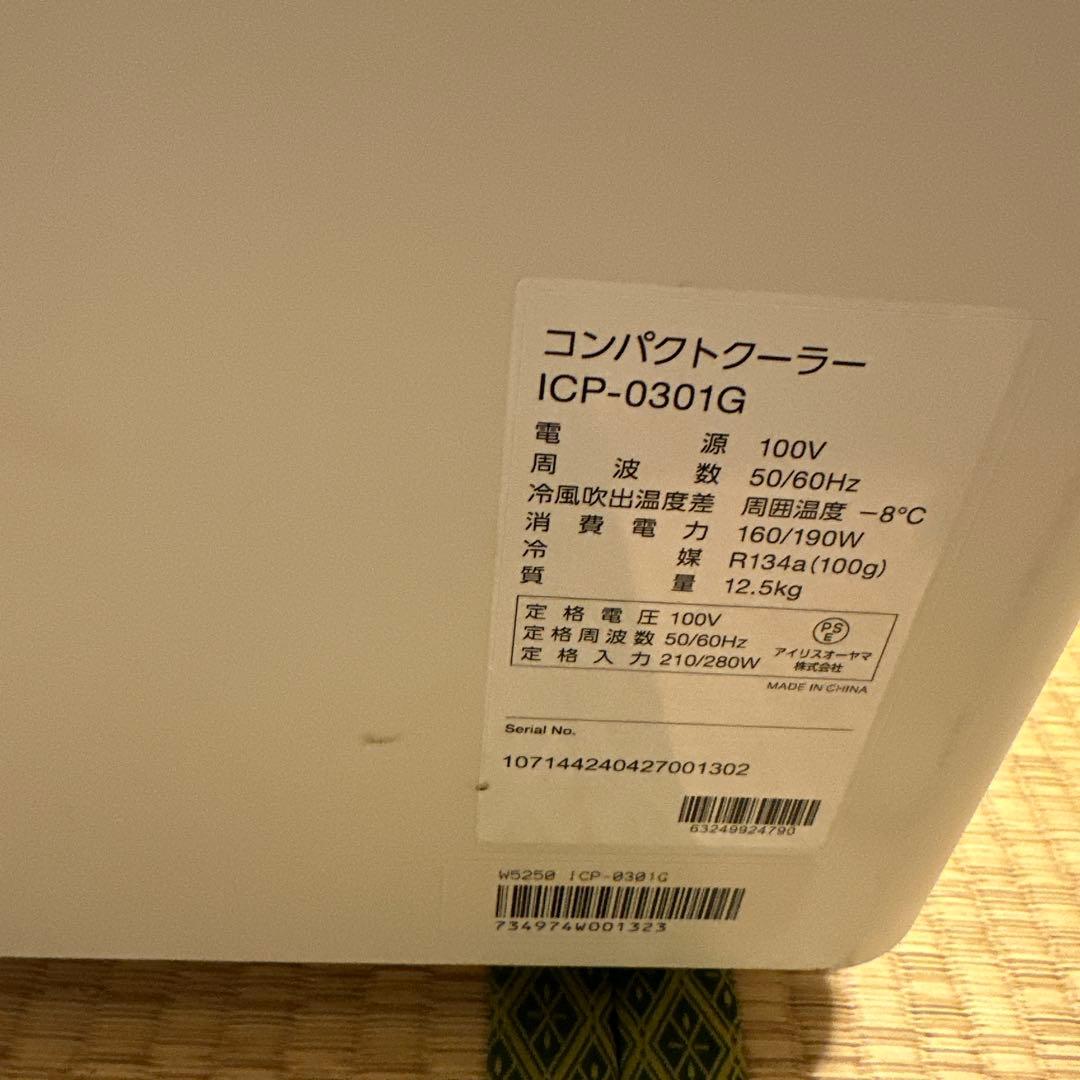 コンパクトクーラー
ICP-0301G
電源 100V
周波数 50/60Hz
冷風吹出温度差 周囲温度 -8℃
消費電力 160/190W
冷媒 R134a(100g)
質量 12.5kg
定格電圧 100V
定格周波数 50/60Hz
定格入力 210/280W
PSE
アイリスオーヤマ
株式会社
MADE IN CHINA
Serial No.
107144240427001302
63249924790
W5250 ICP-0301G
734974W001323